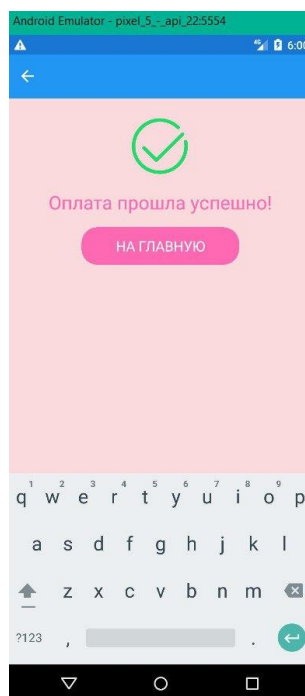 Android Emulator - pixel_5_-_api_22:5554
6:00
Оплата прошла успешно!
НА ГЛАВНУЮ
1 2 3 4 5 6 7 8 9
q w e r t y u i o p
a s d f g h j k l
z x c v b n m
?123 , .